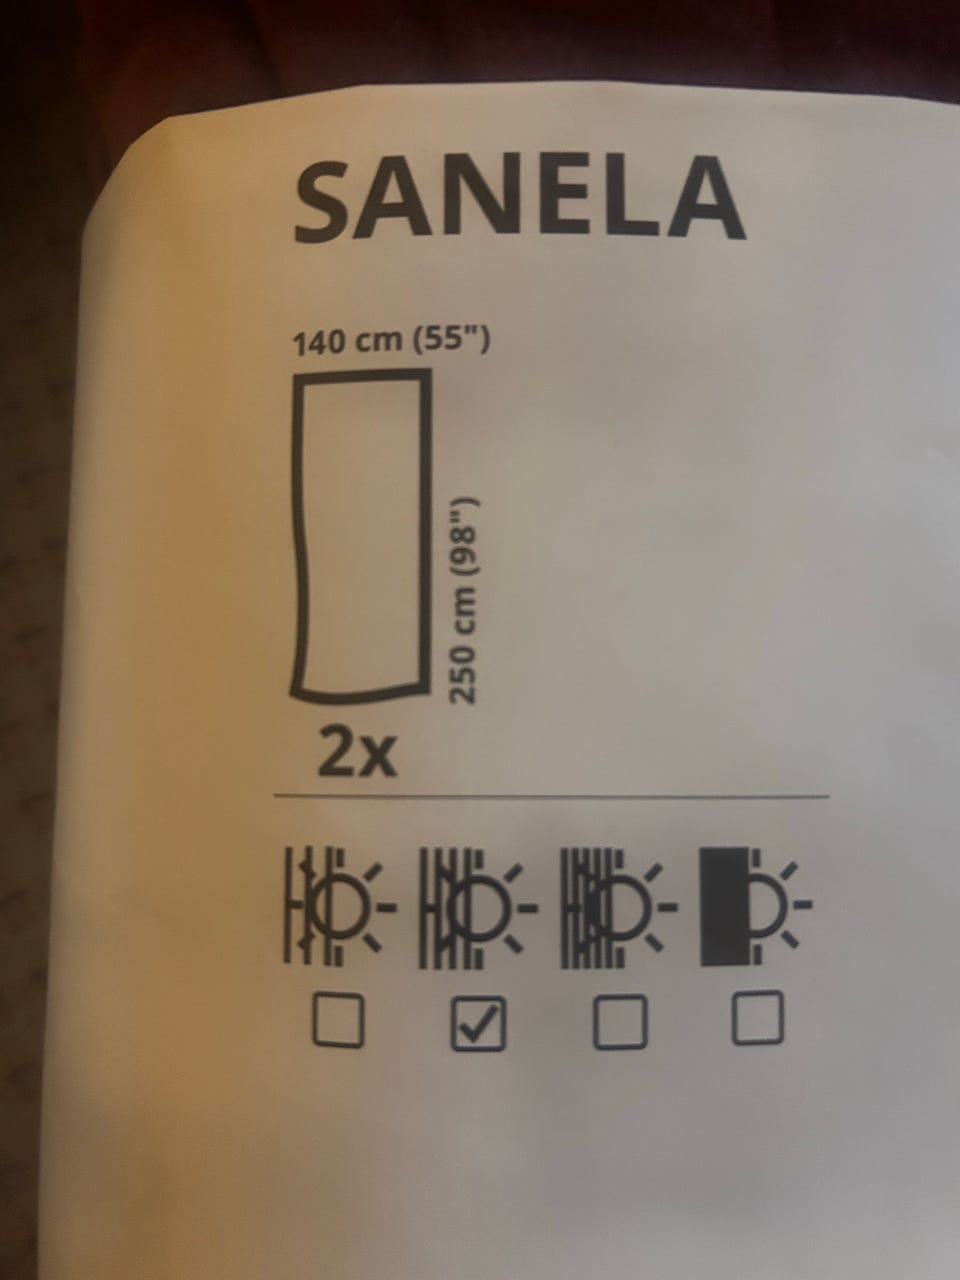 SANELA
140 cm (55")
250 cm (98")
2x